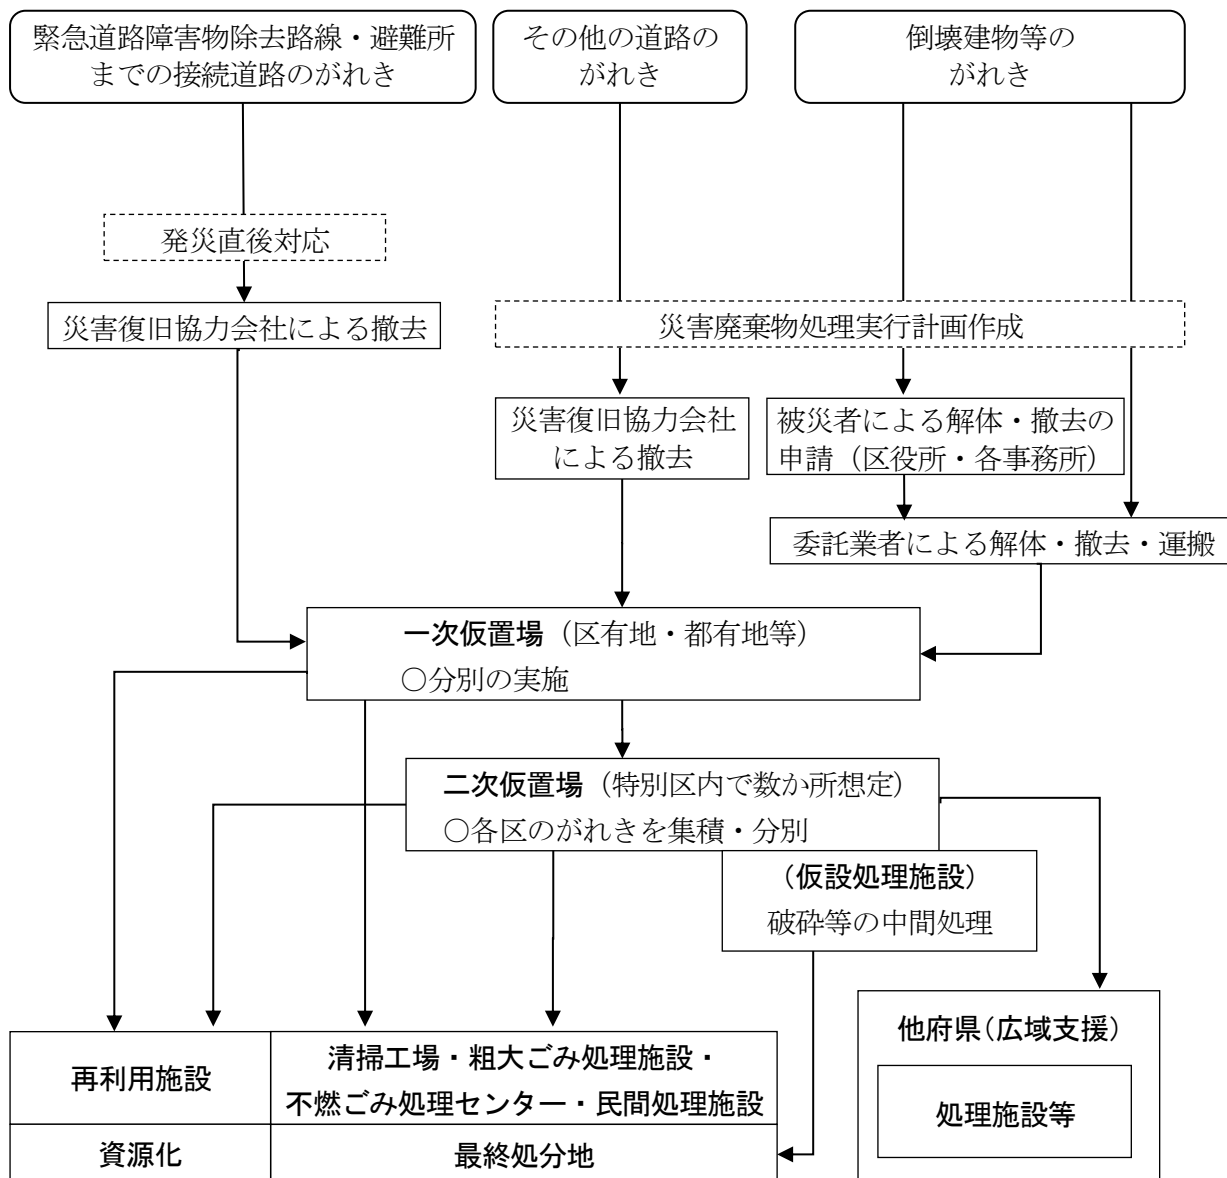 緊急道路障害物除去路線・避難所
までの接続道路のがれき
その他の道路の
がれき
倒壊建物等の
がれき
発災直後対応
災害復旧協力会社による撤去
災害廃棄物処理実行計画作成
災害復旧協力会社
による撤去
被災者による解体・撤去の
申請（区役所・各事務所）
委託業者による解体・撤去・運搬
一次仮置場（区有地・都有地等）
○分別の実施
二次仮置場（特別区内で数か所想定）
○各区のがれきを集積・分別
（仮設処理施設）
破砕等の中間処理
再利用施設
清掃工場・粗大ごみ処理施設・
不燃ごみ処理センター・民間処理施設
資源化
最終処分地
他府県（広域支援）
処理施設等